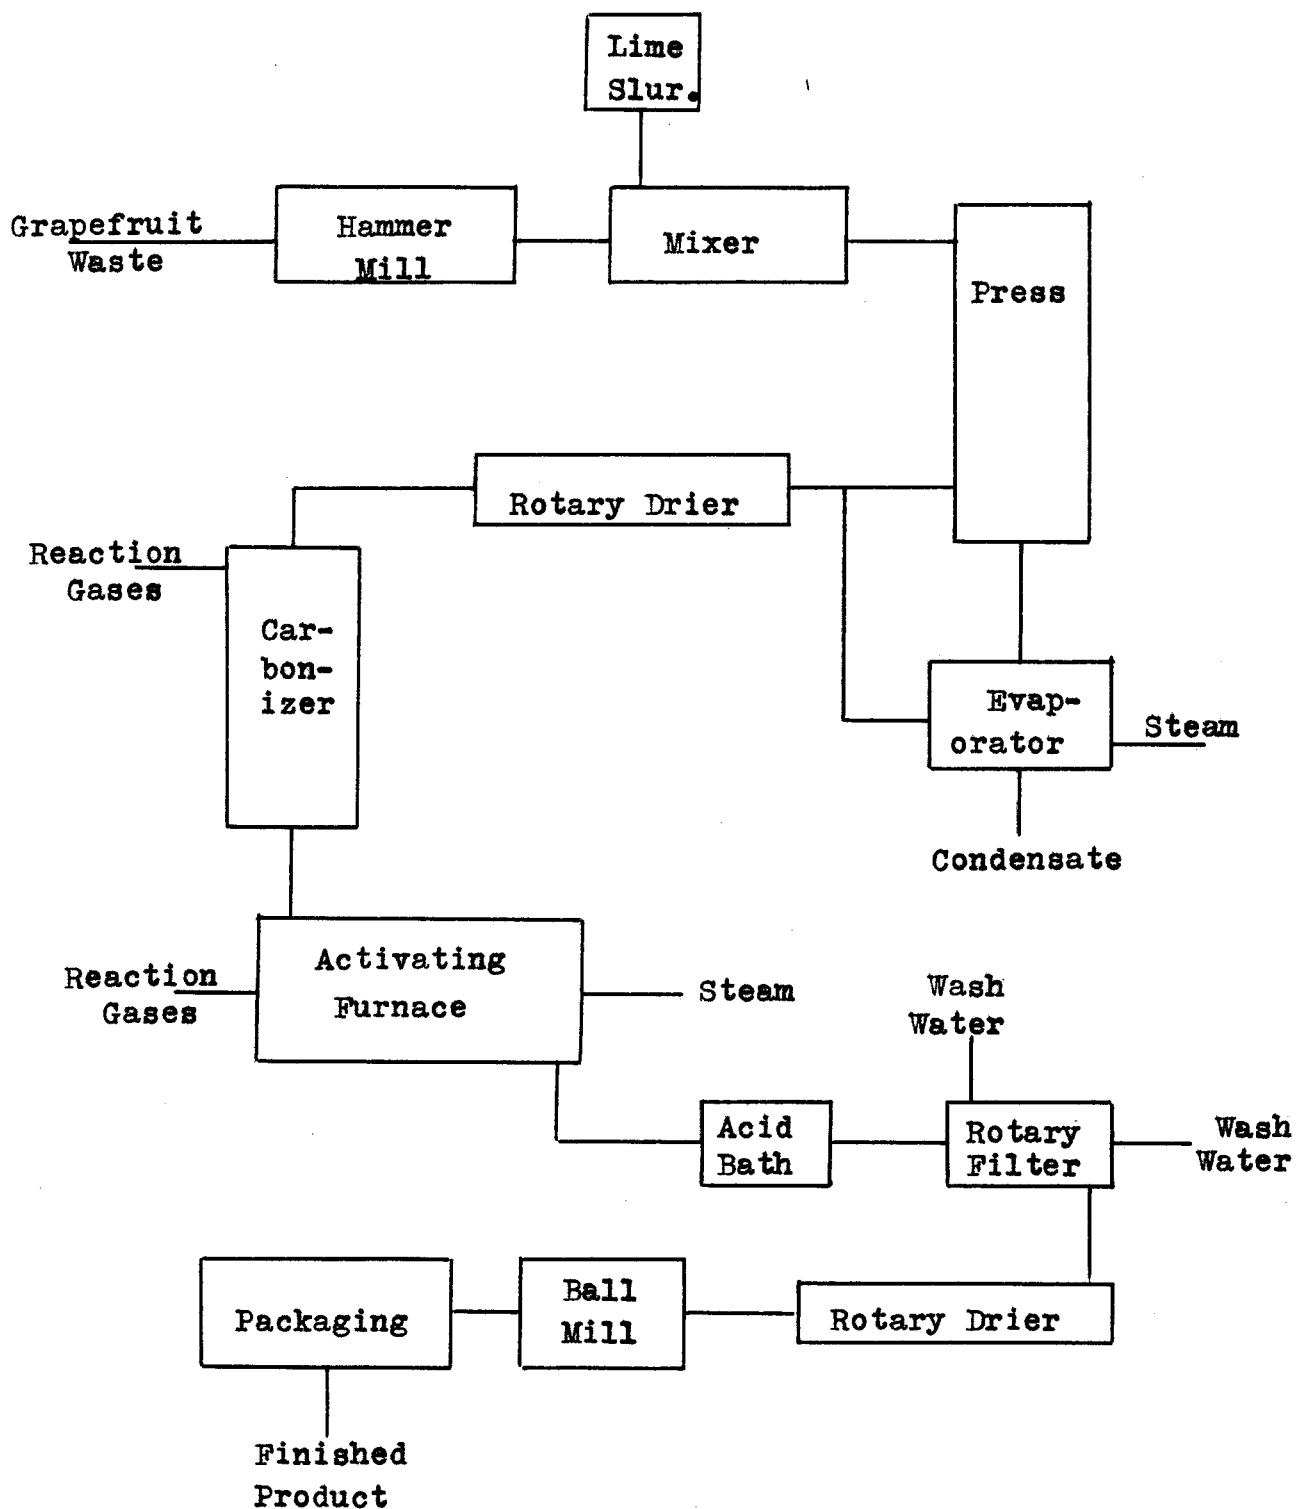 Lime
Slur.
Grapefruit
Waste
Hammer
Mill
Mixer
Press
Rotary Drier
Reaction
Gases
Car-
bon-
izer
Evap-
orator
Steam
Condensate
Activating
Furnace
Reaction
Gases
Steam
Wash
Water
Acid
Bath
Rotary
Filter
Wash
Water
Packaging
Ball
Mill
Rotary Drier
Finished
Product